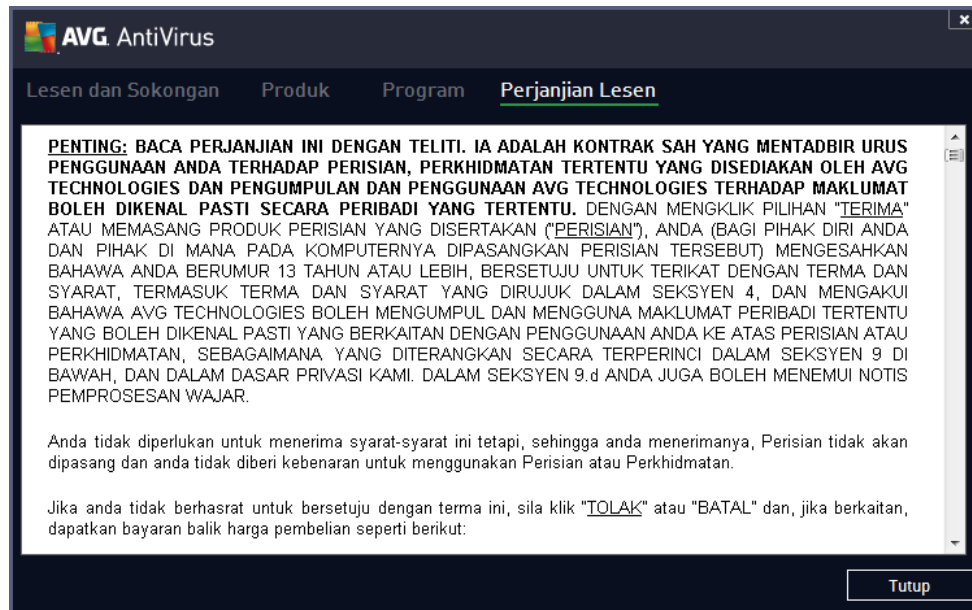 AVG. AntiVirus
Lesen dan Sokongan Produk Program Perjanjian Lesen
PENTING: BACA PERJANJIAN INI DENGAN TELITI. IA ADALAH KONTRAK SAH YANG MENTADBIR URUS
PENGGUNAAN ANDA TERHADAP PERISIAN, PERKHIDMATAN TERTENTU YANG DISEDIAKAN OLEH AVG
TECHNOLOGIES DAN PENGUMPULAN DAN PENGGUNAAN AVG TECHNOLOGIES TERHADAP MAKLUMAT
BOLEH DIKENAL PASTI SECARA PERIBADI YANG TERTENTU. DENGAN MENGKLIK PILIHAN "TERIMA"
ATAU MEMASANG PRODUK PERISIAN YANG DISERTAKAN ("PERISIAN"), ANDA (BAGI PIHAK DIRI ANDA
DAN PIHAK DI MANA PADA KOMPUTERNYA DIPASANGKAN PERISIAN TERSEBUT) MENGESAHKAN
BAHAWA ANDA BERUMUR 13 TAHUN ATAU LEBIH, BERSETUJU UNTUK TERIKAT DENGAN TERMA DAN
SYARAT, TERMASUK TERMA DAN SYARAT YANG DIRUJUK DALAM SEKSYEN 4, DAN MENGAKUI
BAHAWA AVG TECHNOLOGIES BOLEH MENGUMPUL DAN MENGGUNA MAKLUMAT PERIBADI TERTENTU
YANG BOLEH DIKENAL PASTI YANG BERKAITAN DENGAN PENGGUNAAN ANDA KE ATAS PERISIAN ATAU
PERKHIDMATAN, SEBAGAIMANA YANG DITERANGKAN SECARA TERPERINCI DALAM SEKSYEN 9 DI
BAWAH, DAN DALAM DASAR PRIVASI KAMI. DALAM SEKSYEN 9.d ANDA JUGA BOLEH MENEMUI NOTIS
PEMPROSESAN WAJAR.
Anda tidak diperlukan untuk menerima syarat-syarat ini tetapi, sehingga anda menerimanya, Perisian tidak akan
dipasang dan anda tidak diberi kebenaran untuk menggunakan Perisian atau Perkhidmatan.
Jika anda tidak berhasrat untuk bersetuju dengan terma ini, sila klik "TOLAK" atau "BATAL" dan, jika berkaitan,
dapatkan bayaran balik harga pembelian seperti berikut:
Tutup